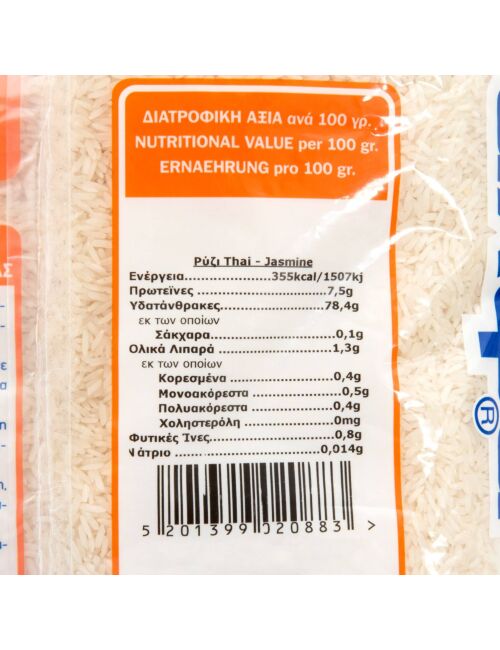 ΔΙΑΤΡΟΦΙΚΗ ΑΞΙΑ ανά 100 γρ.
NUTRITIONAL VALUE per 100 gr.
ERNAEHRUNG pro 100 gr.
Ρύζι Thai - Jasmine
Ενέργεια..................355kcal/1507kj
Πρωτεϊνες ........................7,5g
Υδατάνθρακες......................78,4g
εκ των οποίων
Σάκχαρα.......................0,1g
Ολικά Λιπαρά .....................1,3g
εκ των οποίων
Κορεσμένα .....................0,4g
Μονοακόρεστα ..................0,5g
Πολυακόρεστα ..................0,4g
Χοληστερόλη ...................0mg
Φυτικές Ίνες......................0,8g
Νάτριο ...........................0,014g
5 201399 020883 >
®